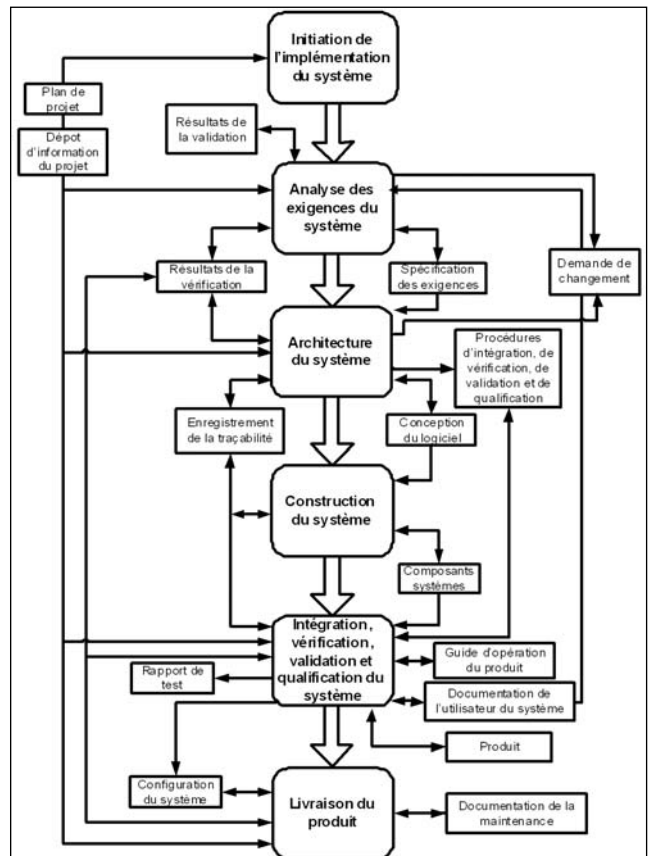 Initiation de
l'implémentation
du système
Plan de
projet
Dépot
d'information
du projet
Résultats de
la validation
Analyse des
exigences du
système
Résultats de la
vérification
Spécification
des exigences
Demande de
changement
Architecture
du système
Procédures
d'intégration, de
vérification, de
validation et de
qualification
Enregistrement
de la traçabilité
Conception
du logiciel
Construction
du système
Composants
systèmes
Intégration,
vérification,
validation et
qualification du
système
Guide d'opération
du produit
Rapport de
test
Documentation de
l'utilisateur du système
Produit
Configuration
du système
Livraison du
produit
Documentation de la
maintenance